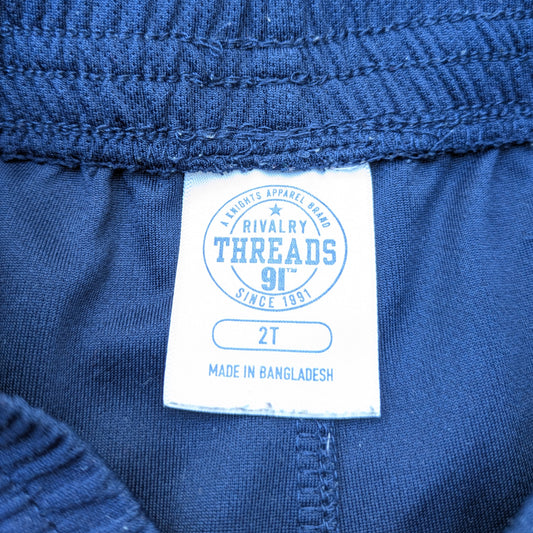 A KNIGHTS APPAREL BRAND
RIVALRY
THREADS
91™
SINCE 1991
2T
MADE IN BANGLADESH